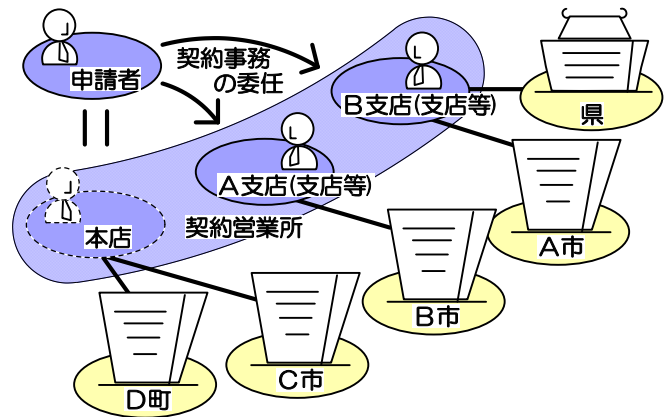 申請者
契約事務
の委任
B支店(支店等)
県
A支店(支店等)
A市
契約営業所
本店
B市
C市
D町